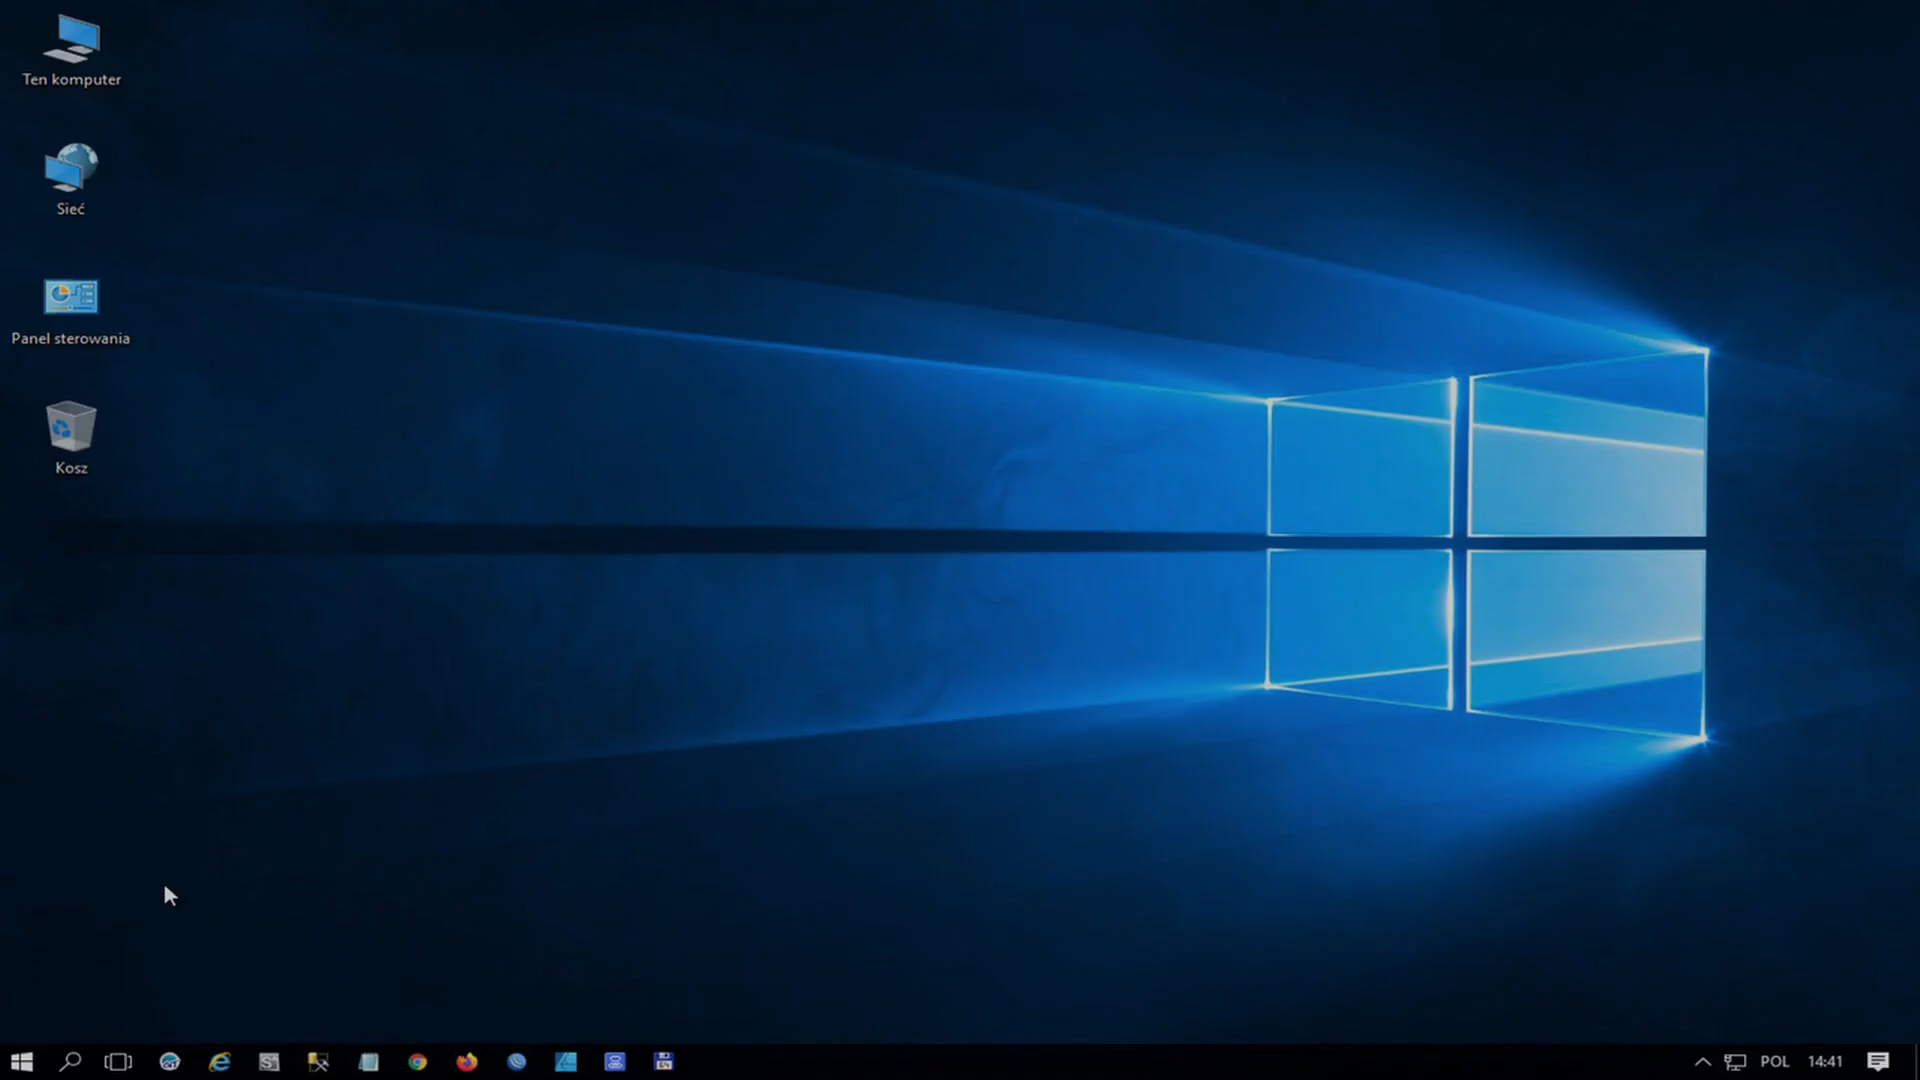 Ten komputer
Sieć
Panel sterowania
Kosz
POL 14:41